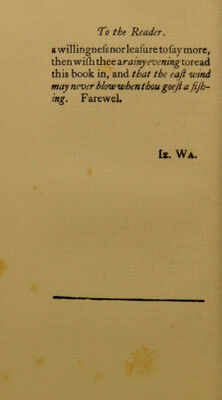 To the Reader.
a willingneſs nor leaſure to ſay more,
then wiſh thee a rainy evening to read
this book in, and that the eaſt wind
may never blow when thou goeſt a fiſh-
ing. Farewel.
Iz. Wa.